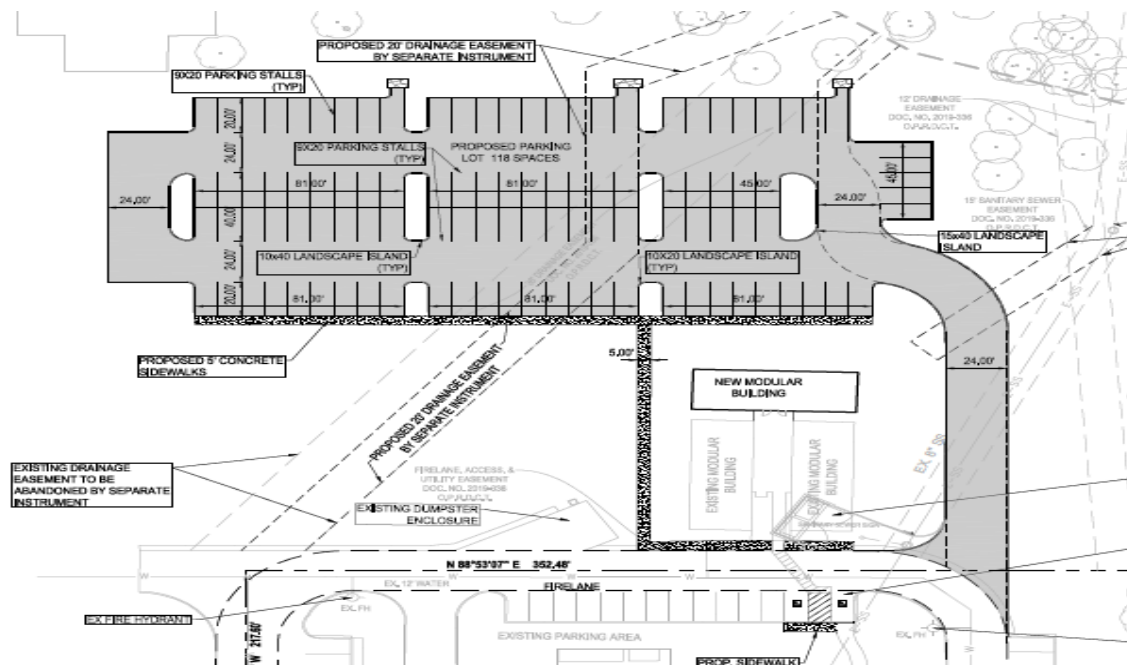 PROPOSED 20' DRAINAGE EASEMENT
BY SEPARATE INSTRUMENT
9X20 PARKING STALLS
(TYP)
12' DRAINAGE
EASEMENT
DOC. NO. 2019-336
O.P.R.D.C.T.
20.00'
24.00'
9X20 PARKING STALLS
(TYP)
PROPOSED PARKING
LOT 118 SPACES
45.00'
81.00'
81.00'
45.00'
24.00'
24.00'
15' SANITARY SEWER
EASEMENT
DOC. NO. 2019-336
O.P.R.D.C.T.
40.00'
15x40 LANDSCAPE
ISLAND
10x40 LANDSCAPE ISLAND
(TYP)
10X20 LANDSCAPE ISLAND
(TYP)
24.00'
20.00'
81.00'
81.00'
81.00'
PROPOSED 5' CONCRETE
SIDEWALKS
5.00'
24.00'
PROPOSED 20' DRAINAGE EASEMENT
BY SEPARATE INSTRUMENT
NEW MODULAR
BUILDING
EXISTING DRAINAGE
EASEMENT TO BE
ABANDONED BY SEPARATE
INSTRUMENT
FIRELANE, ACCESS, &
UTILITY EASEMENT
DOC. NO. 2019-336
O.P.R.D.C.T.
EXISTING MODULAR
BUILDING
EXISTING MODULAR
BUILDING
EX. 8" SS
E-SS
EXISTING DUMPSTER
ENCLOSURE
N 88°53'07" E 352.48'
W
EX. 12" WATER
FIRELANE
EX. FH
EX FIRE HYDRANT
W 217.60'
EXISTING PARKING AREA
EX. FH
PROP. SIDEWALK